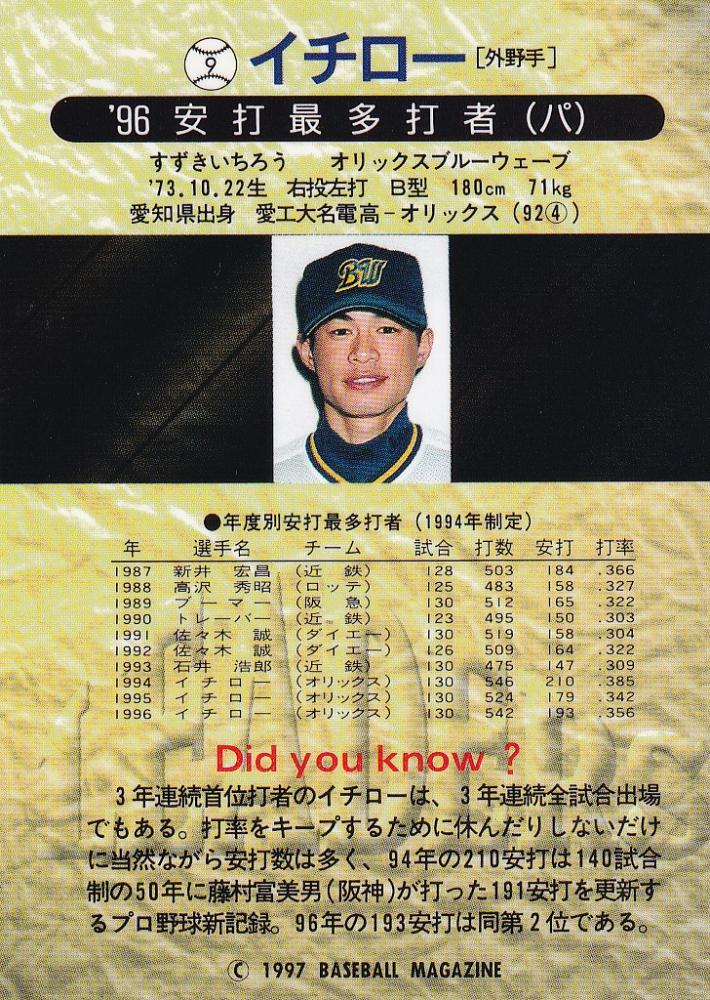 9 イチロー［外野手］
'96 安打最多打者（パ）
すずきいちろう オリックスブルーウェーブ
'73.10.22生 右投左打 B型 180cm 71kg
愛知県出身 愛工大名電高－オリックス（92④）
BW
●年度別安打最多打者（1994年制定）
年 選手名 チーム 試合 打数 安打 打率
1987 新井 宏昌 （近 鉄） 128 503 184 .366
1988 高沢 秀昭 （ロッテ） 125 483 158 .327
1989 ブーマー （阪 急） 130 512 165 .322
1990 トレーバー （近 鉄） 123 495 150 .303
1991 佐々木 誠 （ダイエー） 130 519 158 .304
1992 佐々木 誠 （ダイエー） 126 509 164 .322
1993 石井 浩郎 （近 鉄） 130 475 147 .309
1994 イチロー （オリックス） 130 546 210 .385
1995 イチロー （オリックス） 130 524 179 .342
1996 イチロー （オリックス） 130 542 193 .356
Did you know ?
3年連続首位打者のイチローは、3年連続全試合出場
でもある。打率をキープするために休んだりしないだけ
に当然ながら安打数は多く、94年の210安打は140試合
制の50年に藤村富美男(阪神)が打った191安打を更新す
るプロ野球新記録。96年の193安打は同第2位である。
© 1997 BASEBALL MAGAZINE